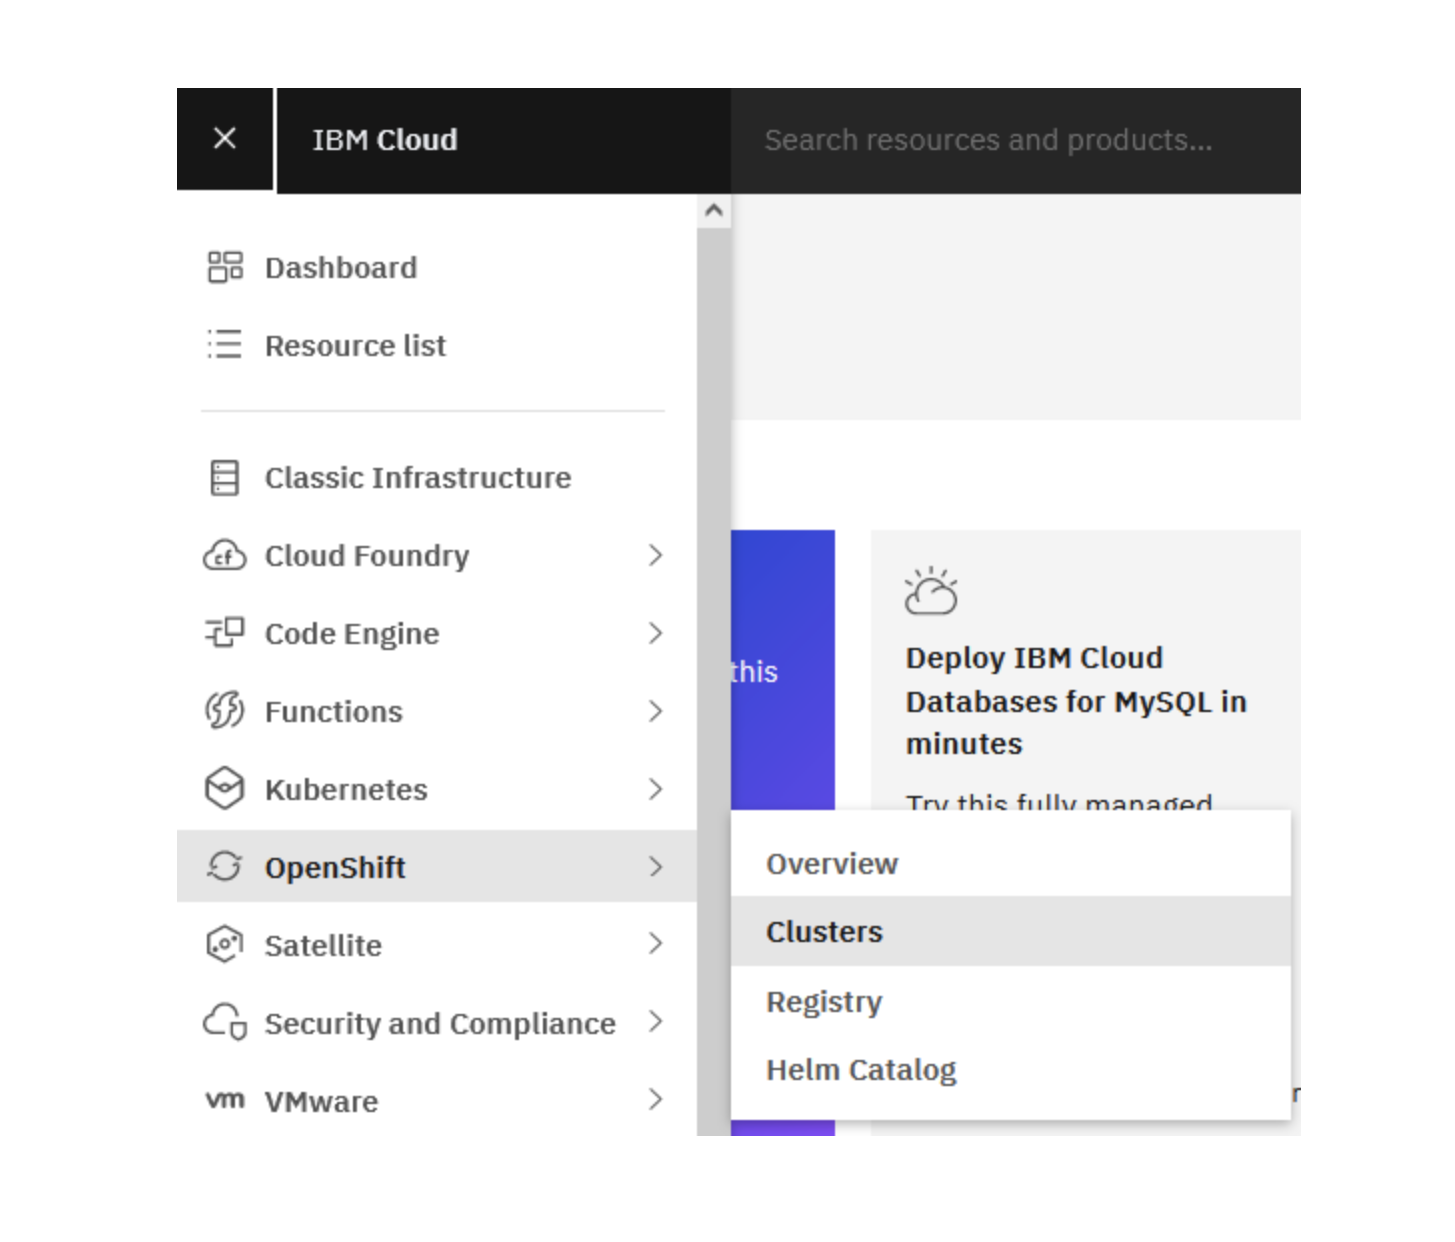 IBM Cloud
Search resources and products...
Dashboard
Resource list
Classic Infrastructure
cf Cloud Foundry
Code Engine
Functions
Kubernetes
OpenShift
Satellite
Security and Compliance
vm VMware
this
Deploy IBM Cloud
Databases for MySQL in
minutes
Try this fully managed
Overview
Clusters
Registry
Helm Catalog